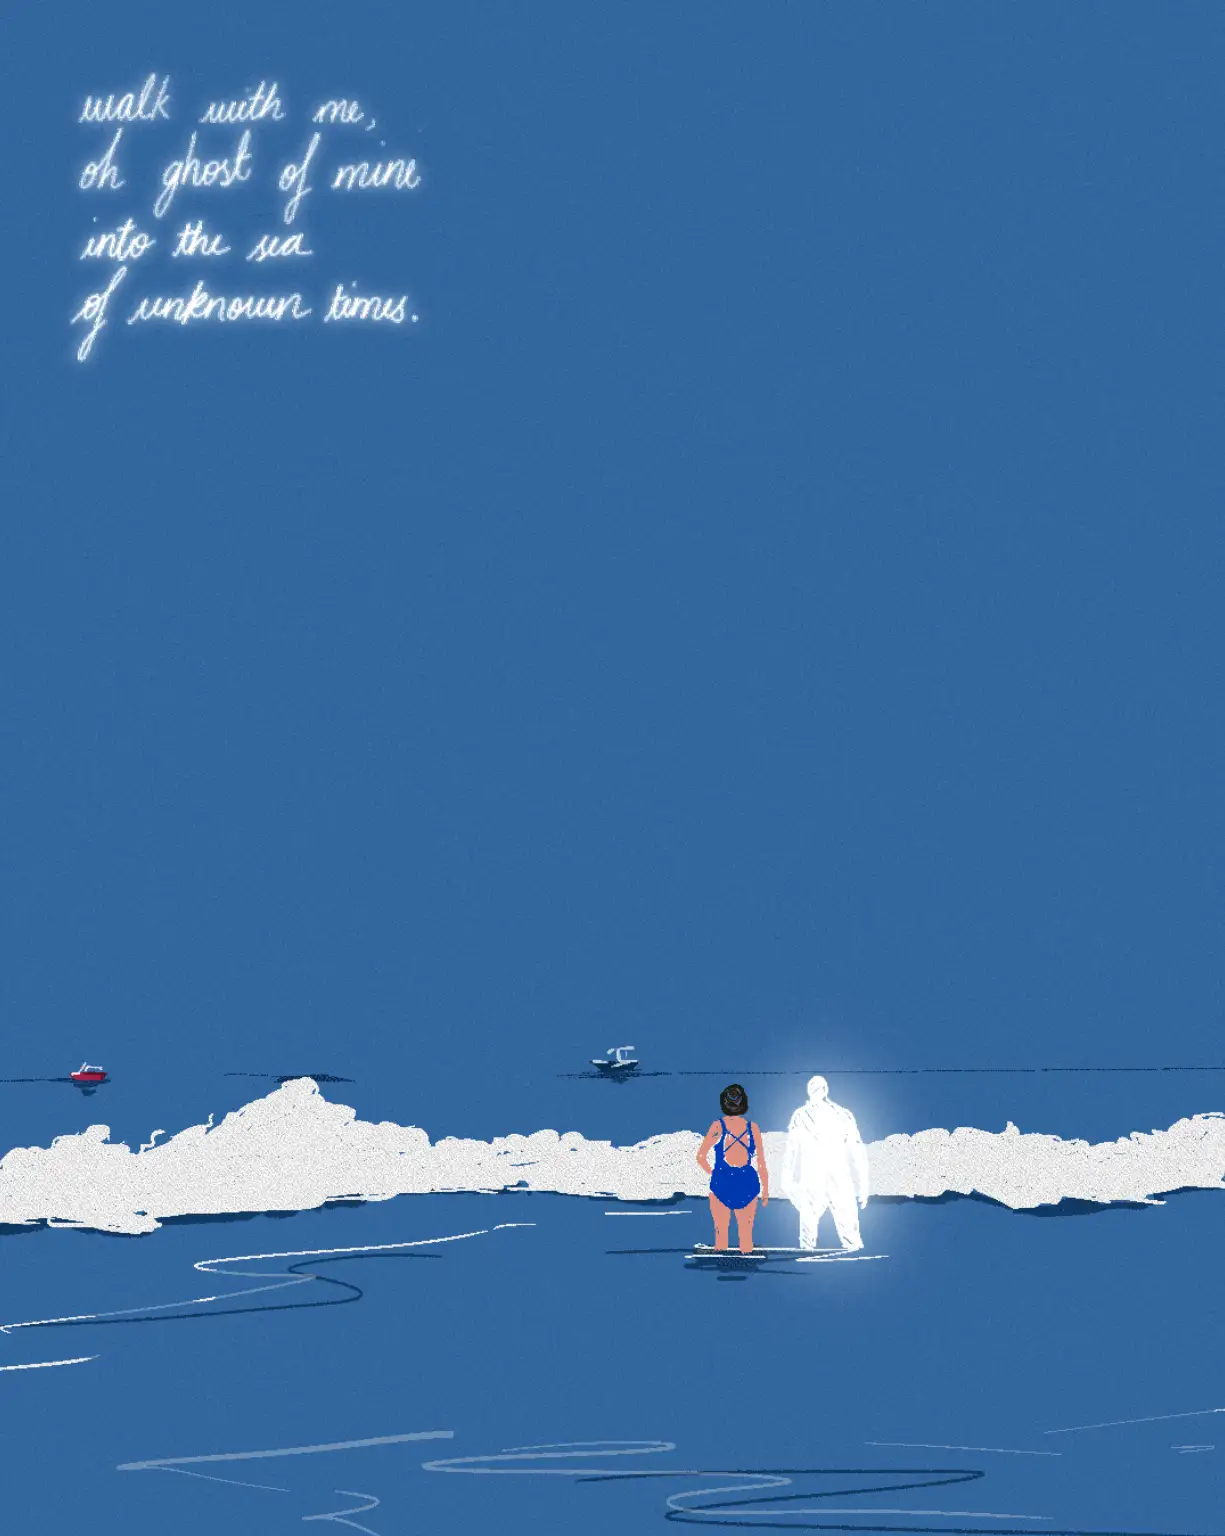 walk with me,
oh ghost of mine
into the sea
of unknown times.